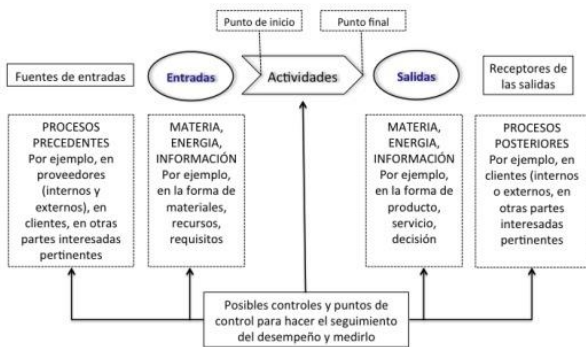 Punto de inicio
Punto final
Fuentes de entradas
Entradas
Actividades
Salidas
Receptores de
las salidas
PROCESOS
PRECEDENTES
Por ejemplo, en
proveedores
(internos y
externos), en
clientes, en otras
partes interesadas
pertinentes
MATERIA,
ENERGIA,
INFORMACIÓN
Por ejemplo,
en la forma de
materiales,
recursos,
requisitos
MATERIA,
ENERGIA,
INFORMACIÓN
Por ejemplo,
en la forma de
producto,
servicio,
decisión
PROCESOS
POSTERIORES
Por ejemplo, en
clientes (internos
o externos, en
otras partes
interesadas
pertinentes
Posibles controles y puntos de
control para hacer el seguimiento
del desempeño y medirlo